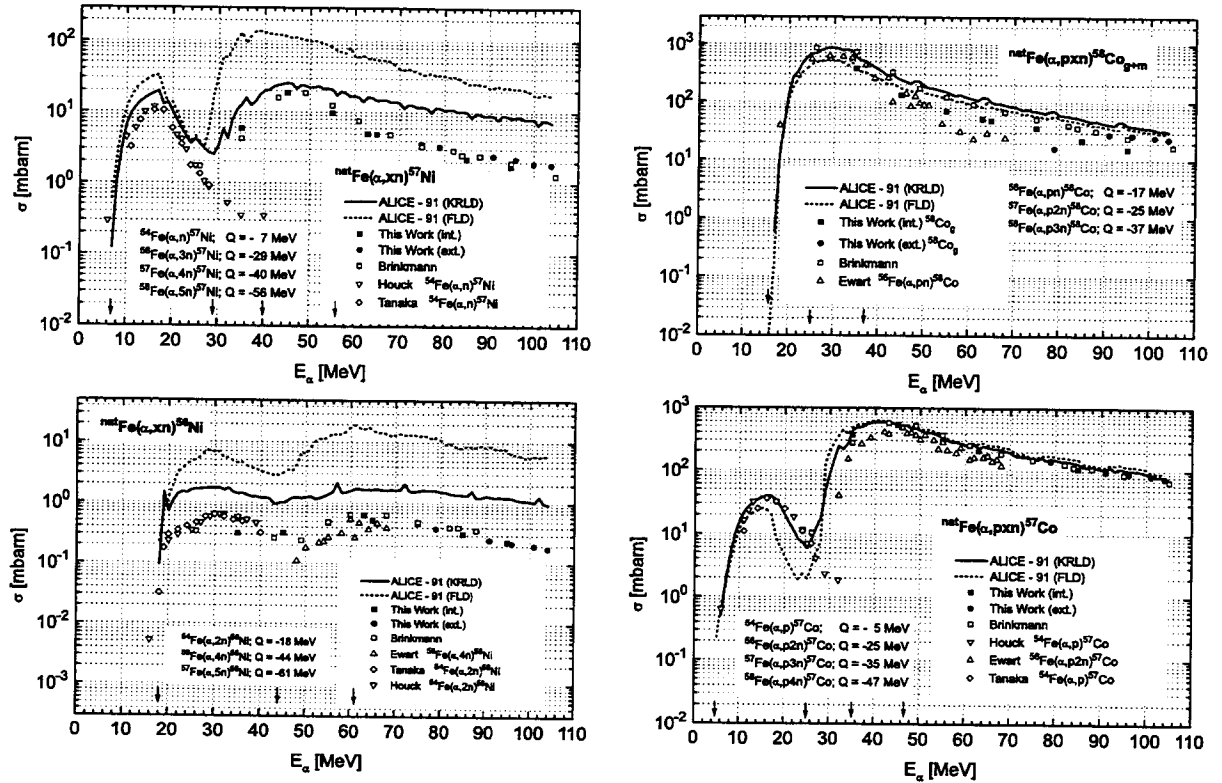 10²
10¹
10⁰
10⁻¹
10⁻²
σ [mbarn]
ⁿᵃᵗFe(α,xn)⁵⁷Ni
ALICE - 91 (KRLD)
ALICE - 91 (FLD)
This Work (int.)
This Work (ext.)
Brinkmann
Houck ⁵⁴Fe(α,n)⁵⁷Ni
Tanaka ⁵⁴Fe(α,n)⁵⁷Ni
⁵⁴Fe(α,n)⁵⁷Ni; Q = - 7 MeV
⁵⁶Fe(α,3n)⁵⁷Ni; Q = -29 MeV
⁵⁷Fe(α,4n)⁵⁷Ni; Q = -40 MeV
⁵⁸Fe(α,5n)⁵⁷Ni; Q = -56 MeV
0 10 20 30 40 50 60 70 80 90 100 110
E_α [MeV]
10³
10²
10¹
10⁰
10⁻¹
10⁻²
σ [mbarn]
ⁿᵃᵗFe(α,pxn)⁵⁸Co_g+m
ALICE - 91 (KRLD)
ALICE - 91 (FLD)
This Work (int.) ⁵⁸Co_g
This Work (ext.) ⁵⁸Co_g
Brinkmann
Ewart ⁵⁶Fe(α,pn)⁵⁸Co
⁵⁶Fe(α,pn)⁵⁸Co; Q = -17 MeV
⁵⁷Fe(α,p2n)⁵⁸Co; Q = -25 MeV
⁵⁸Fe(α,p3n)⁵⁸Co; Q = -37 MeV
0 10 20 30 40 50 60 70 80 90 100 110
E_α [MeV]
10¹
10⁰
10⁻¹
10⁻²
10⁻³
σ [mbarn]
ⁿᵃᵗFe(α,xn)⁵⁶Ni
ALICE - 91 (KRLD)
ALICE - 91 (FLD)
This Work (int.)
This Work (ext.)
Brinkmann
Ewart ⁵⁶Fe(α,4n)⁵⁶Ni
Tanaka ⁵⁴Fe(α,2n)⁵⁶Ni
Houck ⁵⁴Fe(α,2n)⁵⁶Ni
⁵⁴Fe(α,2n)⁵⁶Ni; Q = -18 MeV
⁵⁶Fe(α,4n)⁵⁶Ni; Q = -44 MeV
⁵⁷Fe(α,5n)⁵⁶Ni; Q = -61 MeV
0 10 20 30 40 50 60 70 80 90 100 110
E_α [MeV]
10³
10²
10¹
10⁰
10⁻¹
10⁻²
σ [mbarn]
ⁿᵃᵗFe(α,pxn)⁵⁷Co
ALICE - 91 (KRLD)
ALICE - 91 (FLD)
This Work (int.)
This Work (ext.)
Brinkmann
Houck ⁵⁴Fe(α,p)⁵⁷Co
Ewart ⁵⁶Fe(α,p2n)⁵⁷Co
Tanaka ⁵⁴Fe(α,p)⁵⁷Co
⁵⁴Fe(α,p)⁵⁷Co; Q = - 5 MeV
⁵⁶Fe(α,p2n)⁵⁷Co; Q = -25 MeV
⁵⁷Fe(α,p3n)⁵⁷Co; Q = -35 MeV
⁵⁸Fe(α,p4n)⁵⁷Co; Q = -47 MeV
0 10 20 30 40 50 60 70 80 90 100 110
E_α [MeV]